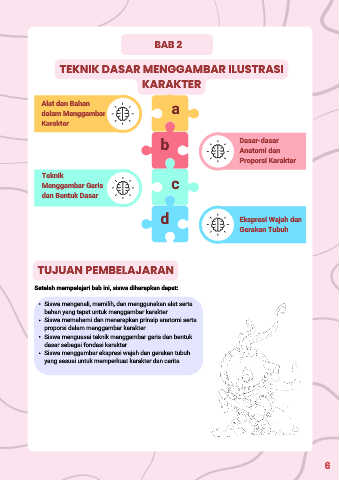 BAB 2
TEKNIK DASAR MENGGAMBAR ILUSTRASI
KARAKTER
Alat dan Bahan
dalam Menggambar
Karakter
a
b
Dasar-dasar
Anatomi dan
Proporsi Karakter
Teknik
Menggambar Garis
dan Bentuk Dasar
c
d
Ekspresi Wajah dan
Gerakan Tubuh
TUJUAN PEMBELAJARAN
Setelah mempelajari bab ini, siswa diharapkan dapat:
• Siswa mengenali, memilih, dan menggunakan alat serta
bahan yang tepat untuk menggambar karakter
• Siswa memahami dan menerapkan prinsip anatomi serta
proporsi dalam menggambar karakter
• Siswa menguasai teknik menggambar garis dan bentuk
dasar sebagai fondasi karakter
• Siswa menggambar ekspresi wajah dan gerakan tubuh
yang sesuai untuk memperkuat karakter dan cerita
6